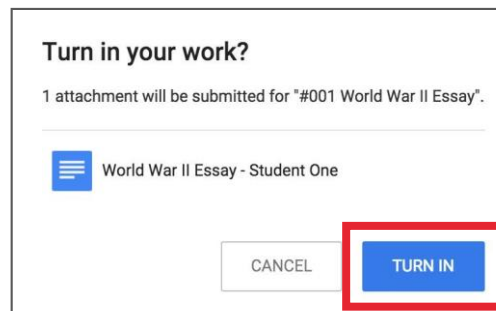 Turn in your work?
1 attachment will be submitted for "#001 World War II Essay".
World War II Essay - Student One
CANCEL TURN IN